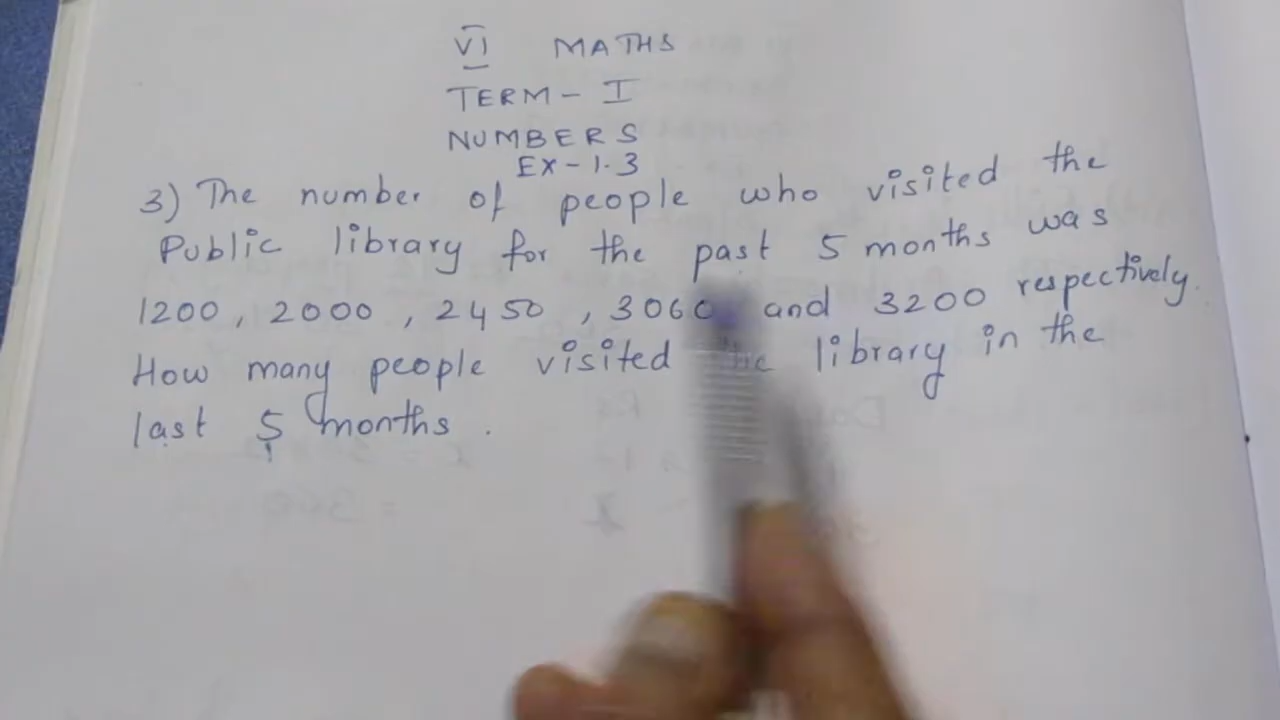 VI MATHS
TERM - I
NUMBERS
EX - 1.3
3) The number of people who visited the
Public library for the past 5 months was
1200, 2000, 2450, 3060 and 3200 respectively.
How many people visited the library in the
last 5 months.